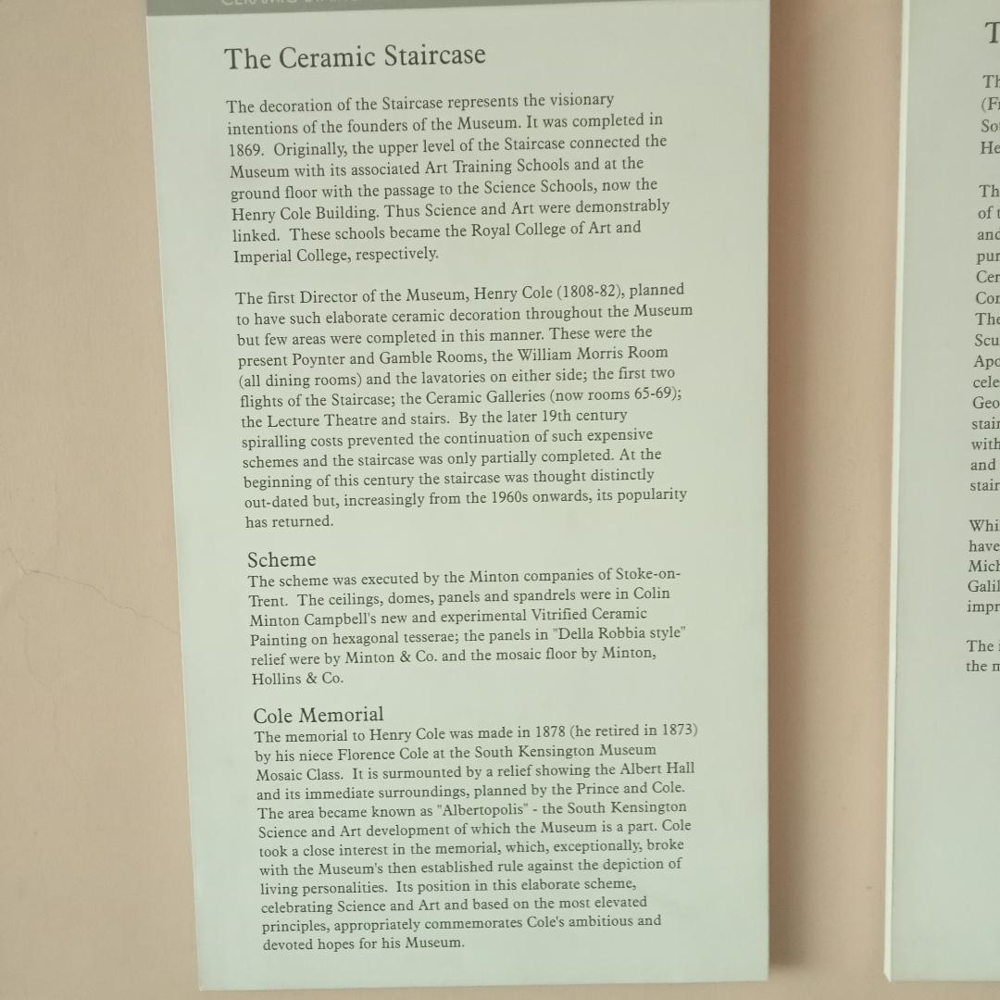 The Ceramic Staircase
The decoration of the Staircase represents the visionary
intentions of the founders of the Museum. It was completed in
1869.  Originally, the upper level of the Staircase connected the
Museum with its associated Art Training Schools and at the
ground floor with the passage to the Science Schools, now the
Henry Cole Building. Thus Science and Art were demonstrably
linked.  These schools became the Royal College of Art and
Imperial College, respectively.
The first Director of the Museum, Henry Cole (1808-82), planned
to have such elaborate ceramic decoration throughout the Museum
but few areas were completed in this manner. These were the
present Poynter and Gamble Rooms, the William Morris Room
(all dining rooms) and the lavatories on either side; the first two
flights of the Staircase; the Ceramic Galleries (now rooms 65-69);
the Lecture Theatre and stairs.  By the later 19th century
spiralling costs prevented the continuation of such expensive
schemes and the staircase was only partially completed. At the
beginning of this century the staircase was thought distinctly
out-dated but, increasingly from the 1960s onwards, its popularity
has returned.
Scheme
The scheme was executed by the Minton companies of Stoke-on-
Trent.  The ceilings, domes, panels and spandrels were in Colin
Minton Campbell's new and experimental Vitrified Ceramic
Painting on hexagonal tesserae; the panels in "Della Robbia style"
relief were by Minton & Co. and the mosaic floor by Minton,
Hollins & Co.
Cole Memorial
The memorial to Henry Cole was made in 1878 (he retired in 1873)
by his niece Florence Cole at the South Kensington Museum
Mosaic Class.  It is surmounted by a relief showing the Albert Hall
and its immediate surroundings, planned by the Prince and Cole.
The area became known as "Albertopolis" - the South Kensington
Science and Art development of which the Museum is a part. Cole
took a close interest in the memorial, which, exceptionally, broke
with the Museum's then established rule against the depiction of
living personalities.  Its position in this elaborate scheme,
celebrating Science and Art and based on the most elevated
principles, appropriately commemorates Cole's ambitious and
devoted hopes for his Museum.
of
and
The
with
and
have
The
the